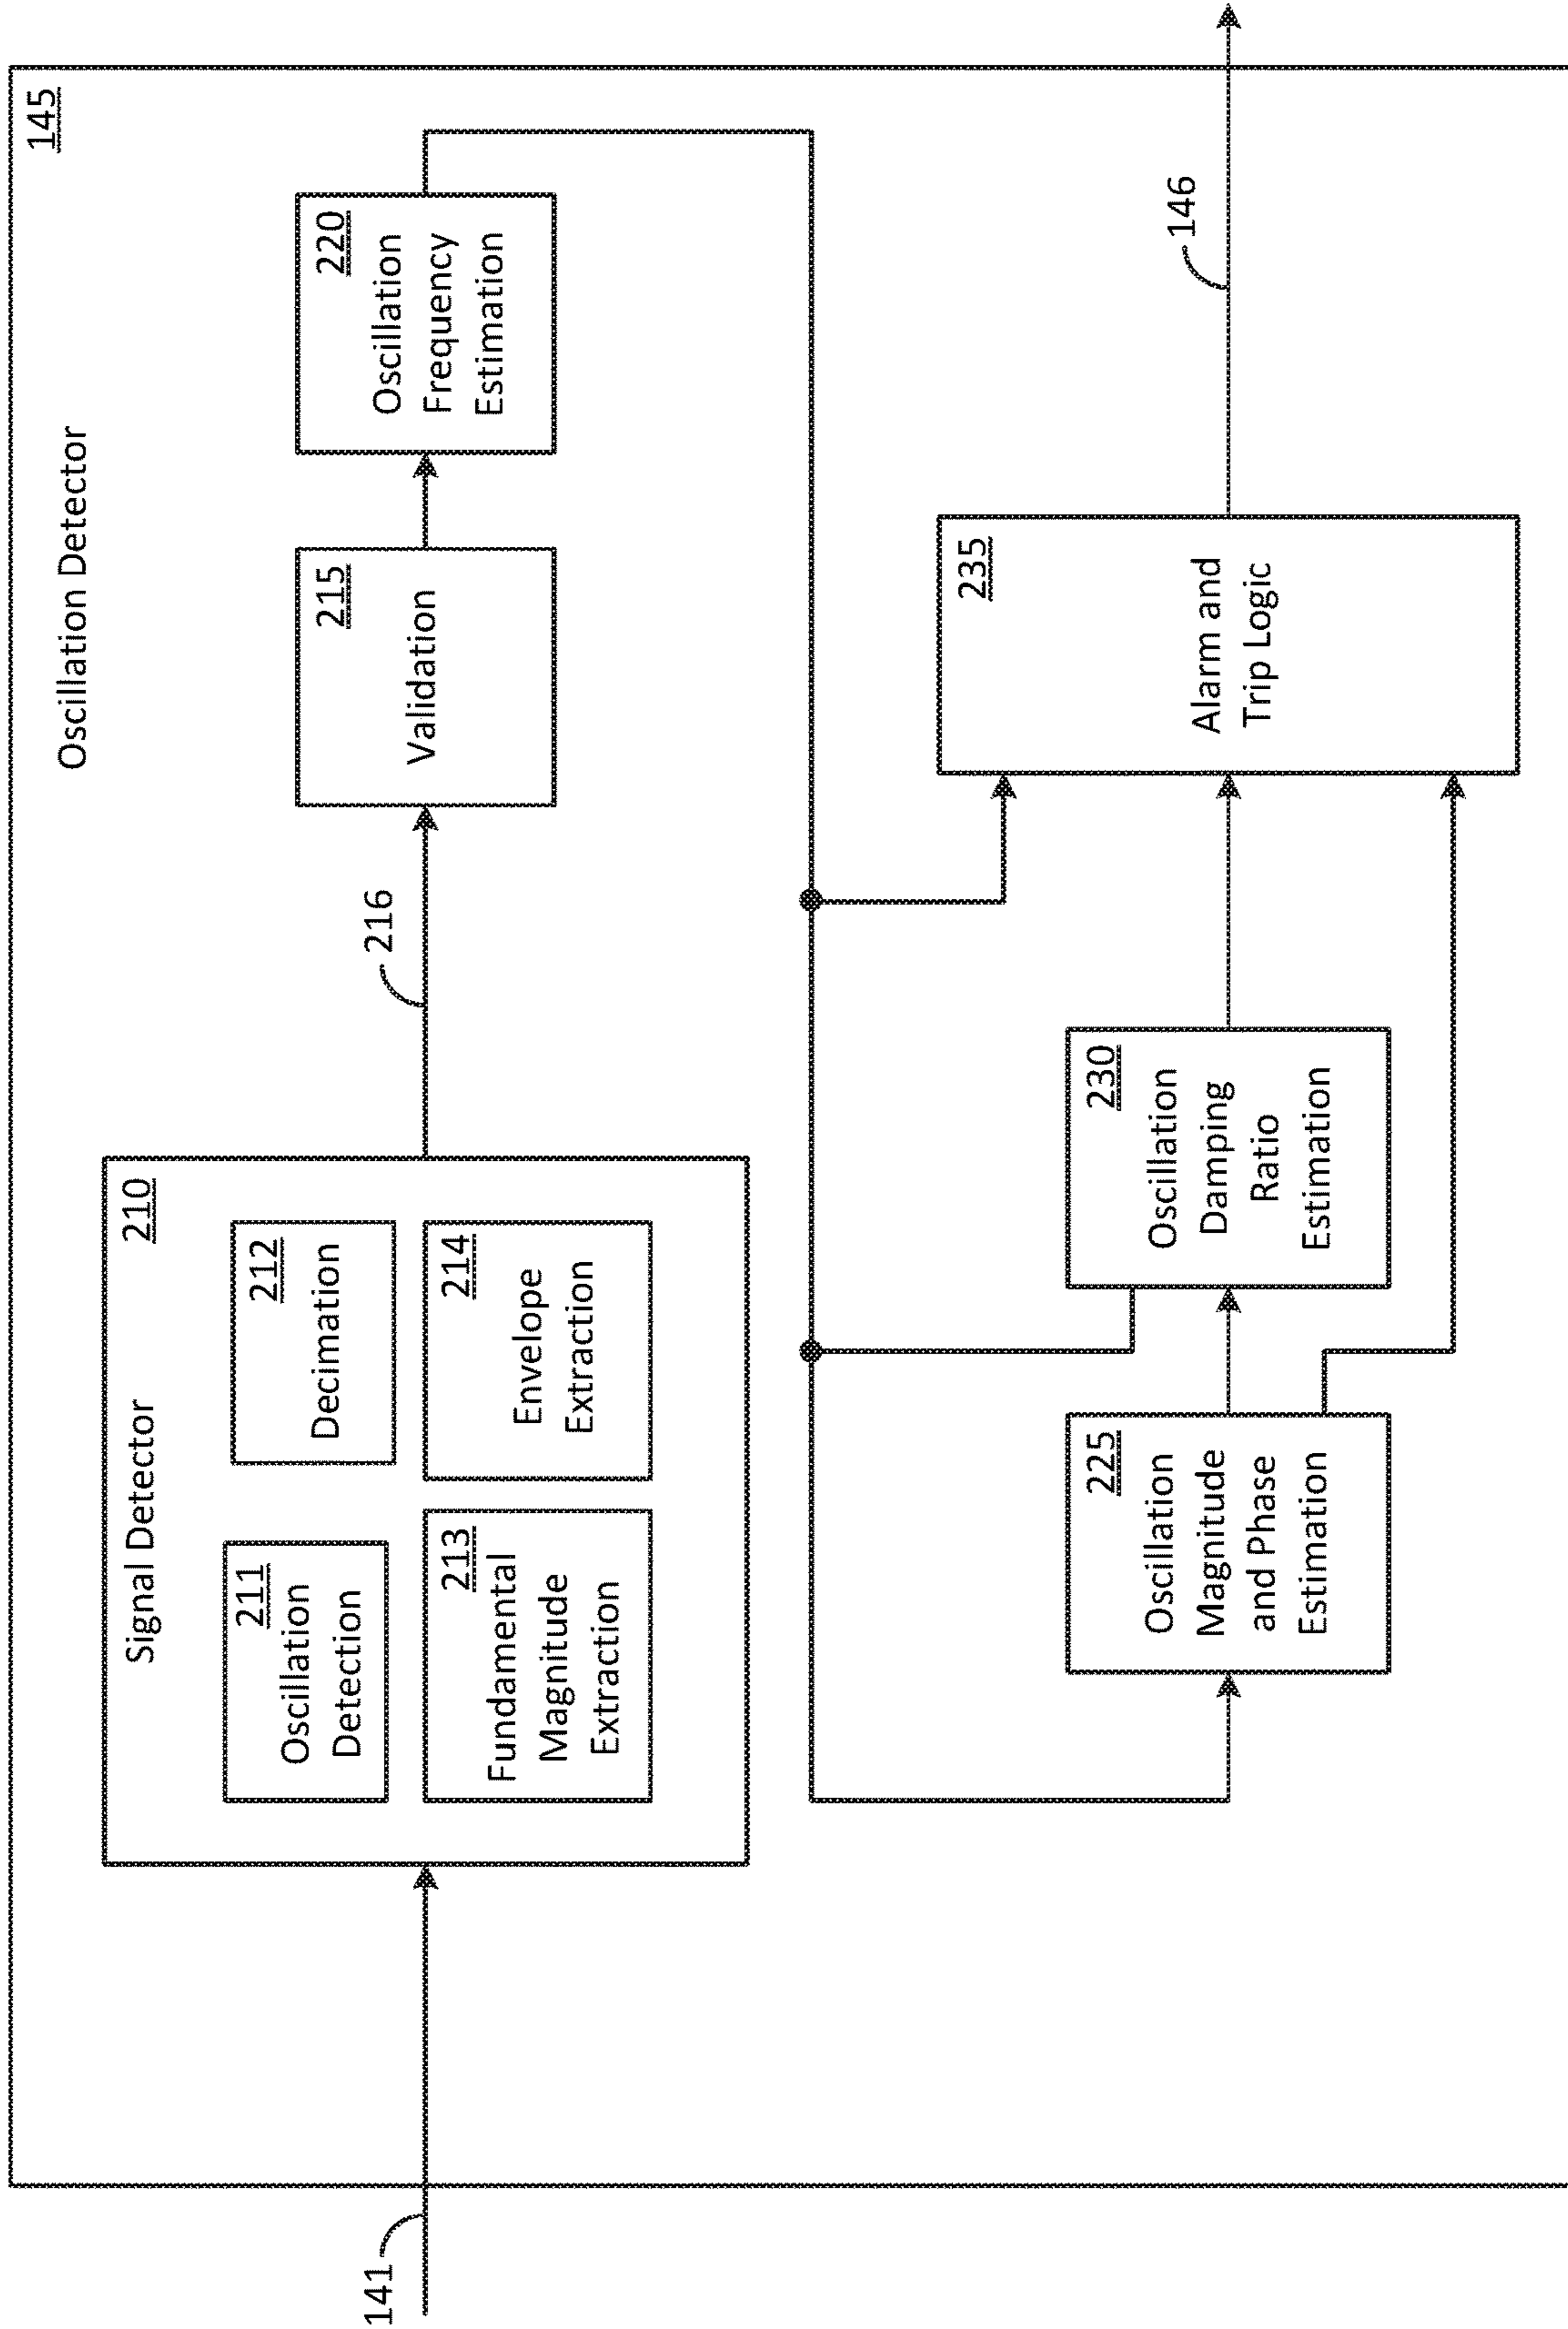 Oscillation Detector
145
Signal Detector
210
211
Oscillation
Detection
212
Decimation
213
Fundamental
Magnitude
Extraction
214
Envelope
Extraction
141
216
215
Validation
220
Oscillation
Frequency
Estimation
225
Oscillation
Magnitude
and Phase
Estimation
230
Oscillation
Damping
Ratio
Estimation
235
Alarm and
Trip Logic
146